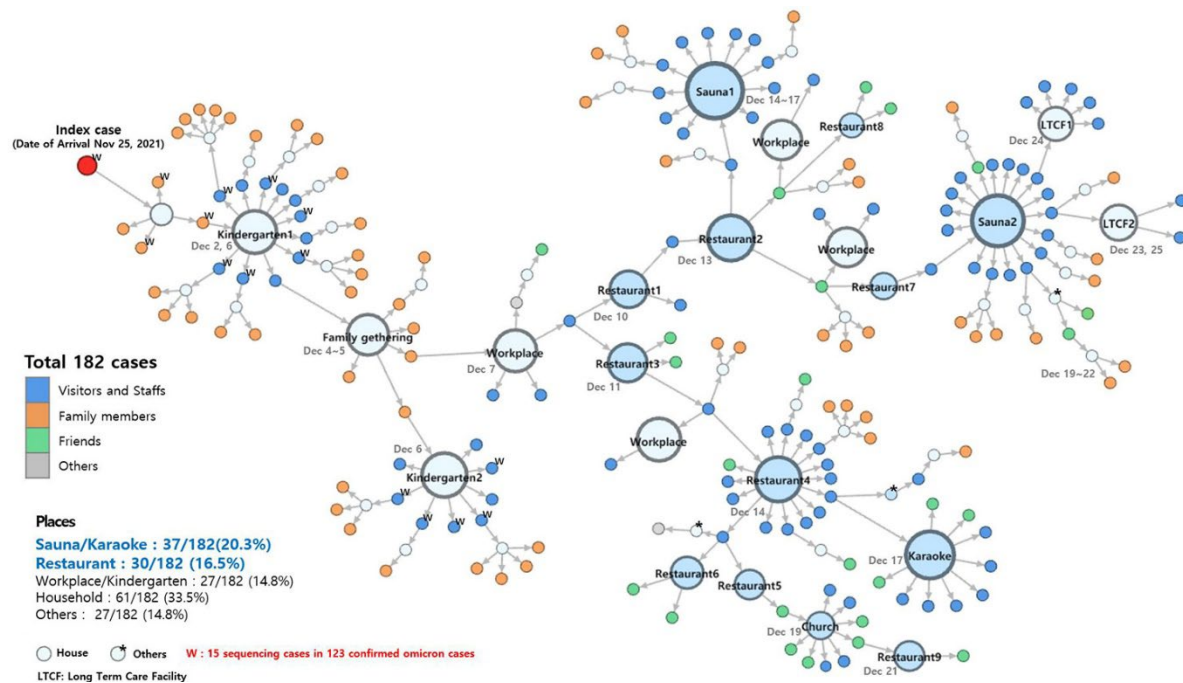 Index case
(Date of Arrival Nov 25, 2021)
W
W
W
W
W
W
W
W
W
W
Kindergarten1
Dec 2, 6
Family gethering
Dec 4~5
Dec 6
Kindergarten2
W
W
W
W
W
Workplace
Dec 7
Restaurant1
Dec 10
Restaurant3
Dec 11
Restaurant2
Dec 13
Sauna1
Dec 14~17
Workplace
Restaurant8
Workplace
Restaurant7
Sauna2
LTCF1
Dec 24
LTCF2
Dec 23, 25
*
Dec 19~22
Workplace
Restaurant4
Dec 14
*
Karaoke
Dec 17
*
Restaurant6
Restaurant5
Church
Dec 19
Restaurant9
Dec 21
Total 182 cases
Visitors and Staffs
Family members
Friends
Others
Places
Sauna/Karaoke : 37/182(20.3%)
Restaurant : 30/182 (16.5%)
Workplace/Kindergarten : 27/182 (14.8%)
Household : 61/182 (33.5%)
Others : 27/182 (14.8%)
House * Others W : 15 sequencing cases in 123 confirmed omicron cases
LTCF: Long Term Care Facility